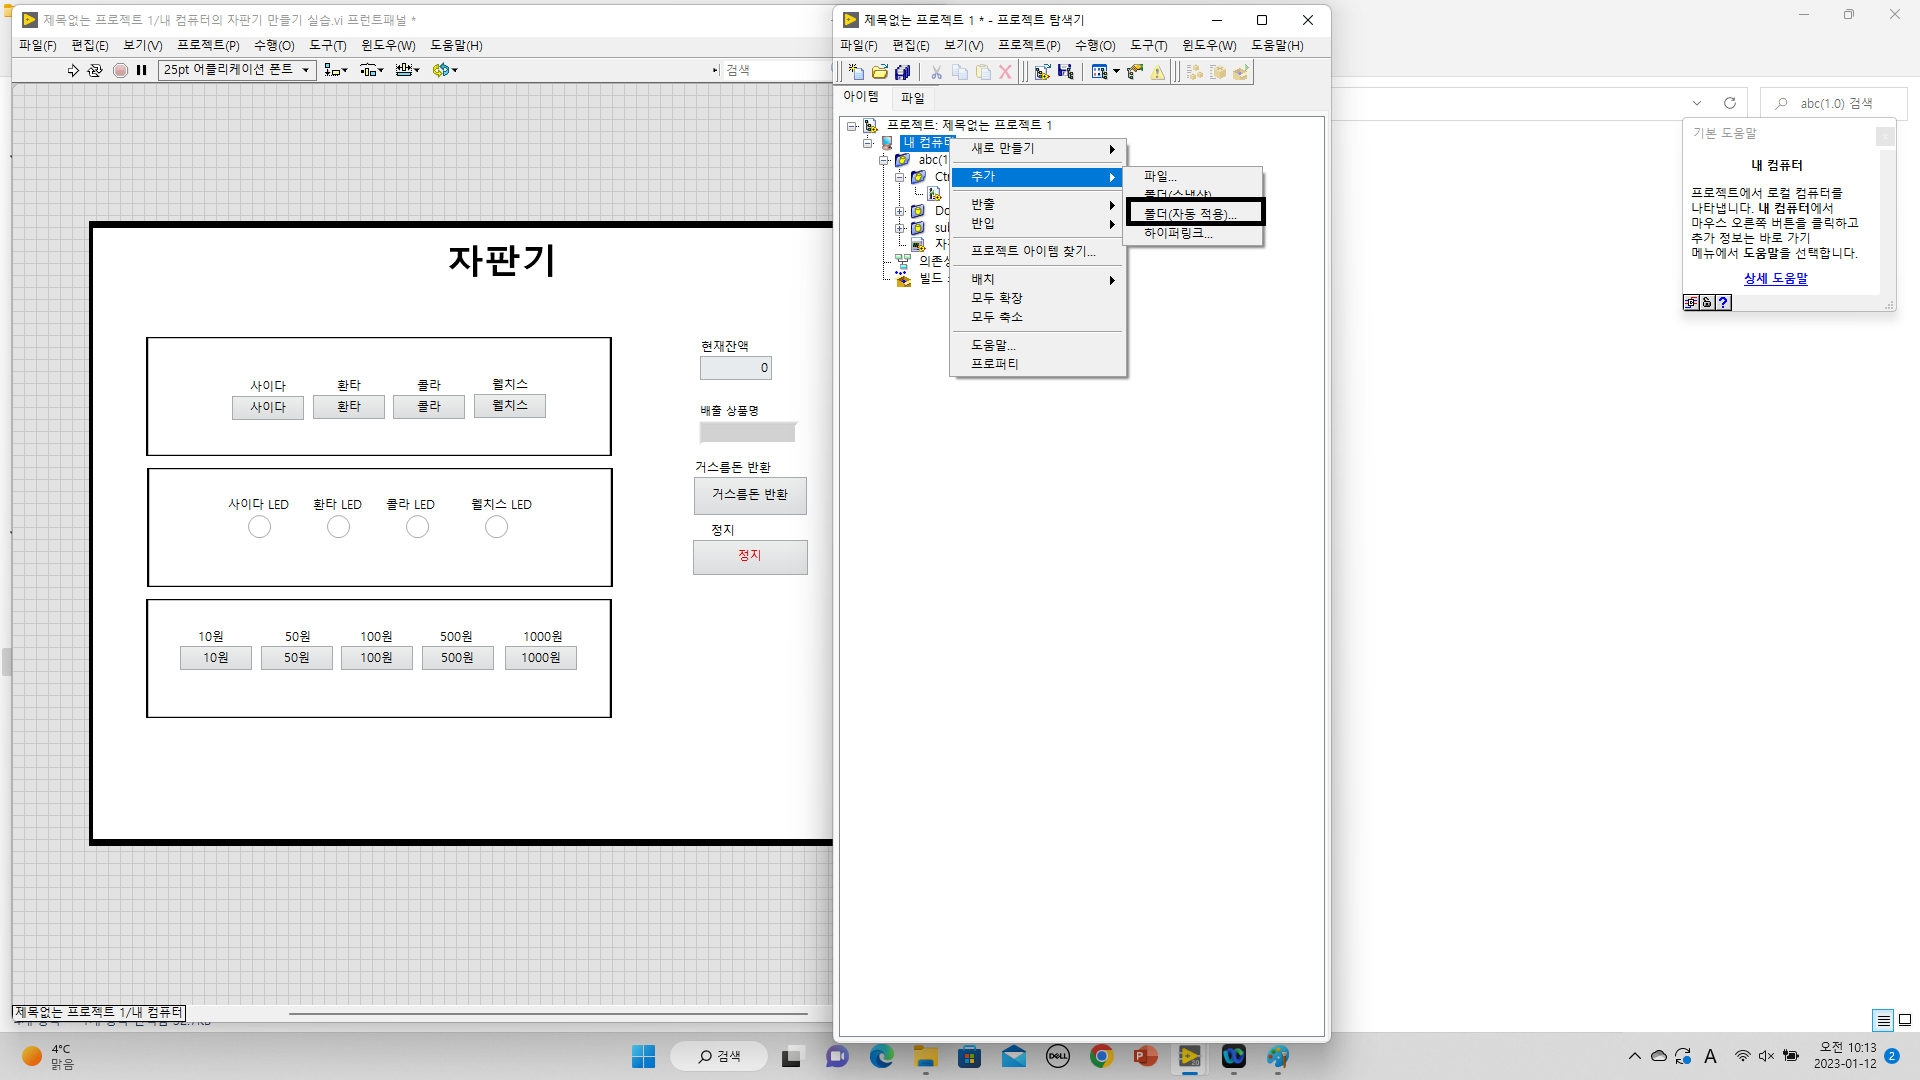 제목없는 프로젝트 1/내 컴퓨터의 자판기 만들기 실습.vi 프런트패널 *
파일(F) 편집(E) 보기(V) 프로젝트(P) 수행(O) 도구(T) 윈도우(W) 도움말(H)
25pt 어플리케이션 폰트
검색
자판기
사이다 환타 콜라 웰치스
사이다 환타 콜라 웰치스
사이다 LED 환타 LED 콜라 LED 웰치스 LED
10원 50원 100원 500원 1000원
10원 50원 100원 500원 1000원
현재잔액
0
배출 상품명
거스름돈 반환
거스름돈 반환
정지
정지
제목없는 프로젝트 1/내 컴퓨터
제목없는 프로젝트 1 * - 프로젝트 탐색기
파일(F) 편집(E) 보기(V) 프로젝트(P) 수행(O) 도구(T) 윈도우(W) 도움말(H)
아이템 파일
프로젝트: 제목없는 프로젝트 1
내 컴퓨터
abc(1
새로 만들기
추가
반출
반입
프로젝트 아이템 찾기...
배치
모두 확장
모두 축소
도움말...
프로퍼티
파일...
폴더(스냅샷)
폴더(자동 적용)...
하이퍼링크...
abc(1.0) 검색
기본 도움말
내 컴퓨터
프로젝트에서 로컬 컴퓨터를
나타냅니다. 내 컴퓨터에서
마우스 오른쪽 버튼을 클릭하고
추가 정보는 바로 가기
메뉴에서 도움말을 선택합니다.
상세 도움말
4°C
맑음
검색
DELL
A
오전 10:13
2023-01-12
2